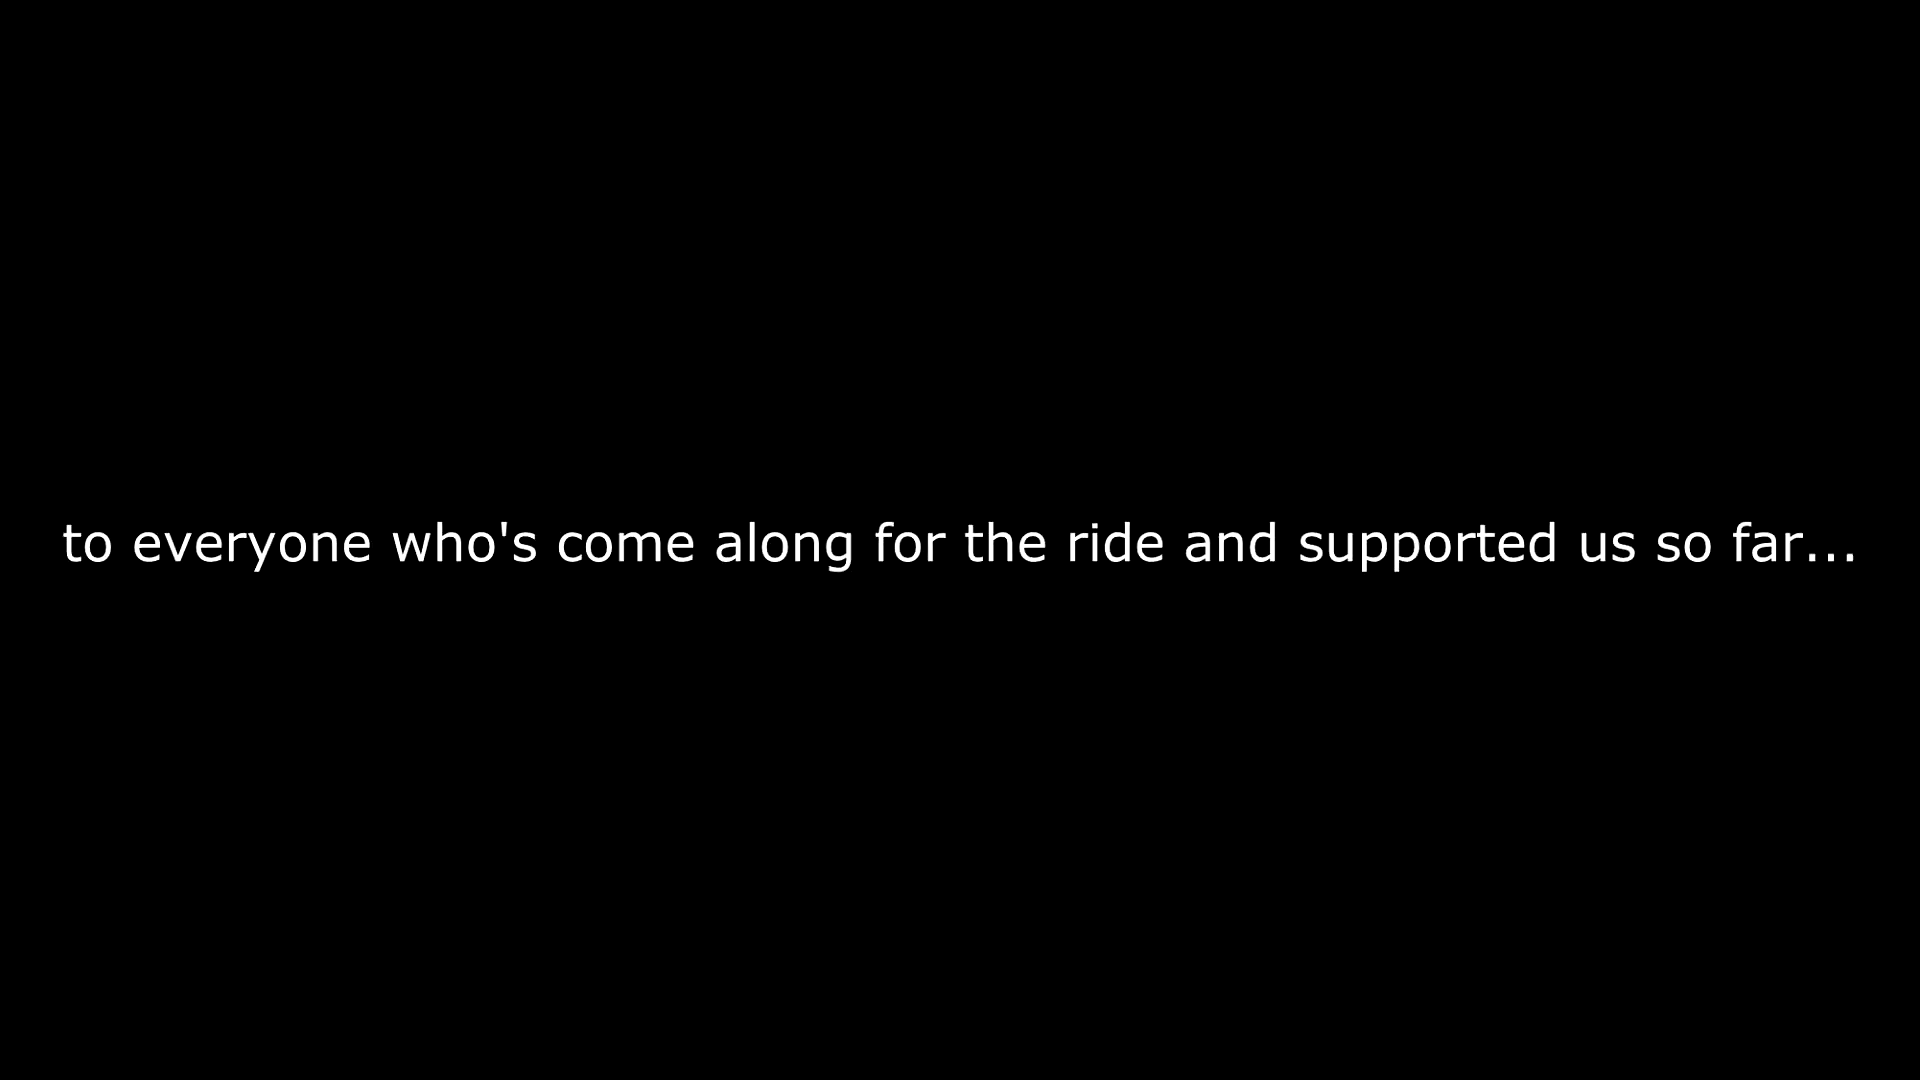 to everyone who's come along for the ride and supported us so far...